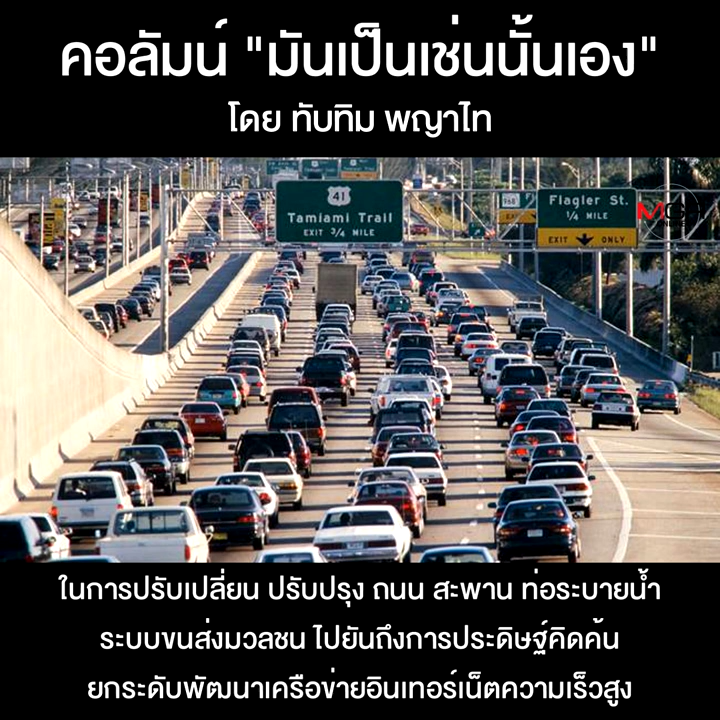 คอลัมน์ "มันเป็นเช่นนั้นเอง"
โดย ทับทิม พญาไท
41
Tamiami Trail
EXIT 3/4 MILE
968
Flagler St.
1/4 MILE
EXIT ONLY
ในการปรับเปลี่ยน ปรับปรุง ถนน สะพาน ท่อระบายน้ำ
ระบบขนส่งมวลชน ไปยันถึงการประดิษฐ์คิดค้น
ยกระดับพัฒนาเครือข่ายอินเทอร์เน็ตความเร็วสูง